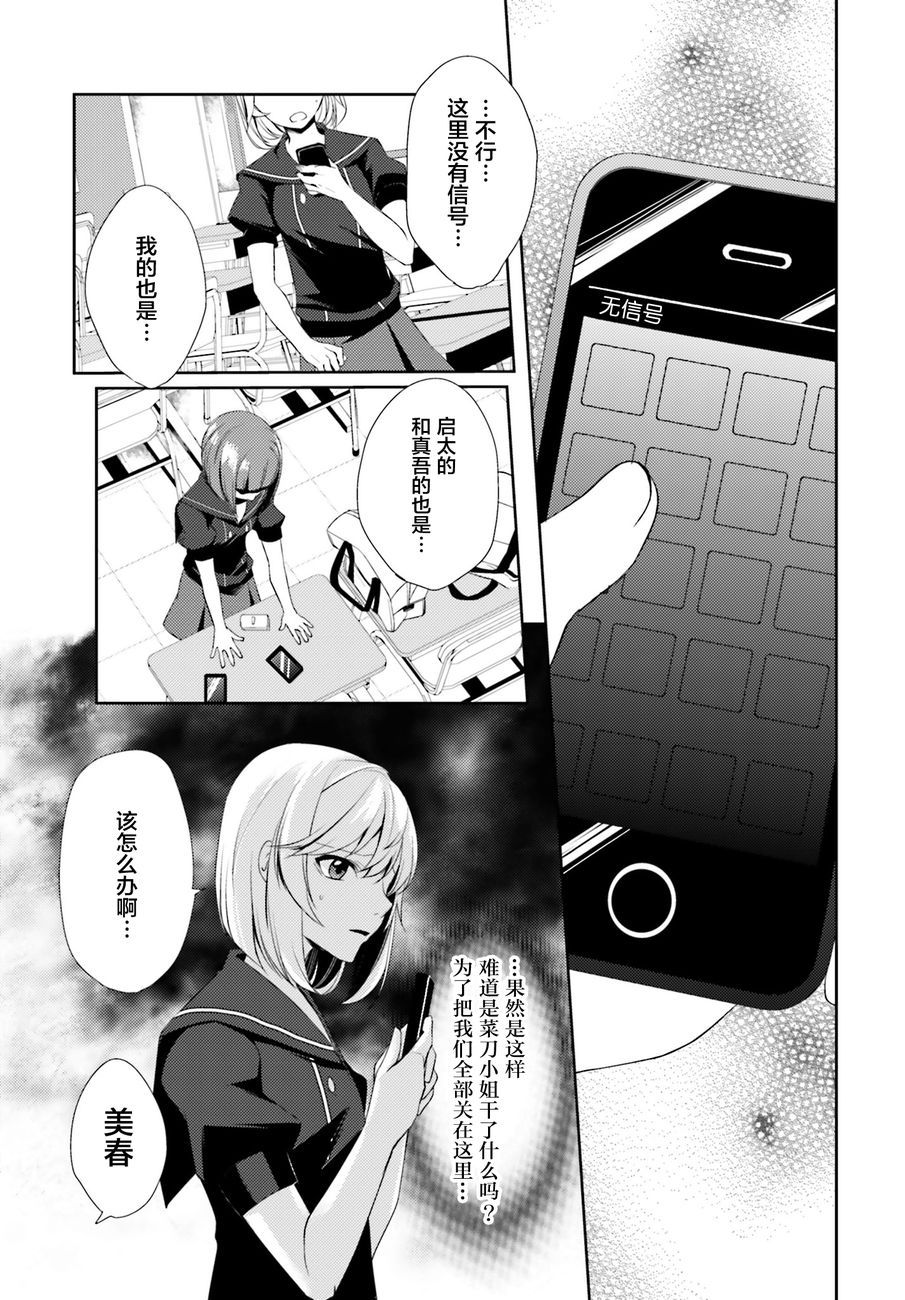 无信号
…不行…
这里没有信号…
我的也是…
启太的
和真吾的也是…
…果然是这样
难道是菜刀小姐干了什么吗？
为了把我们全部关在这里…
该怎么办啊…
美春